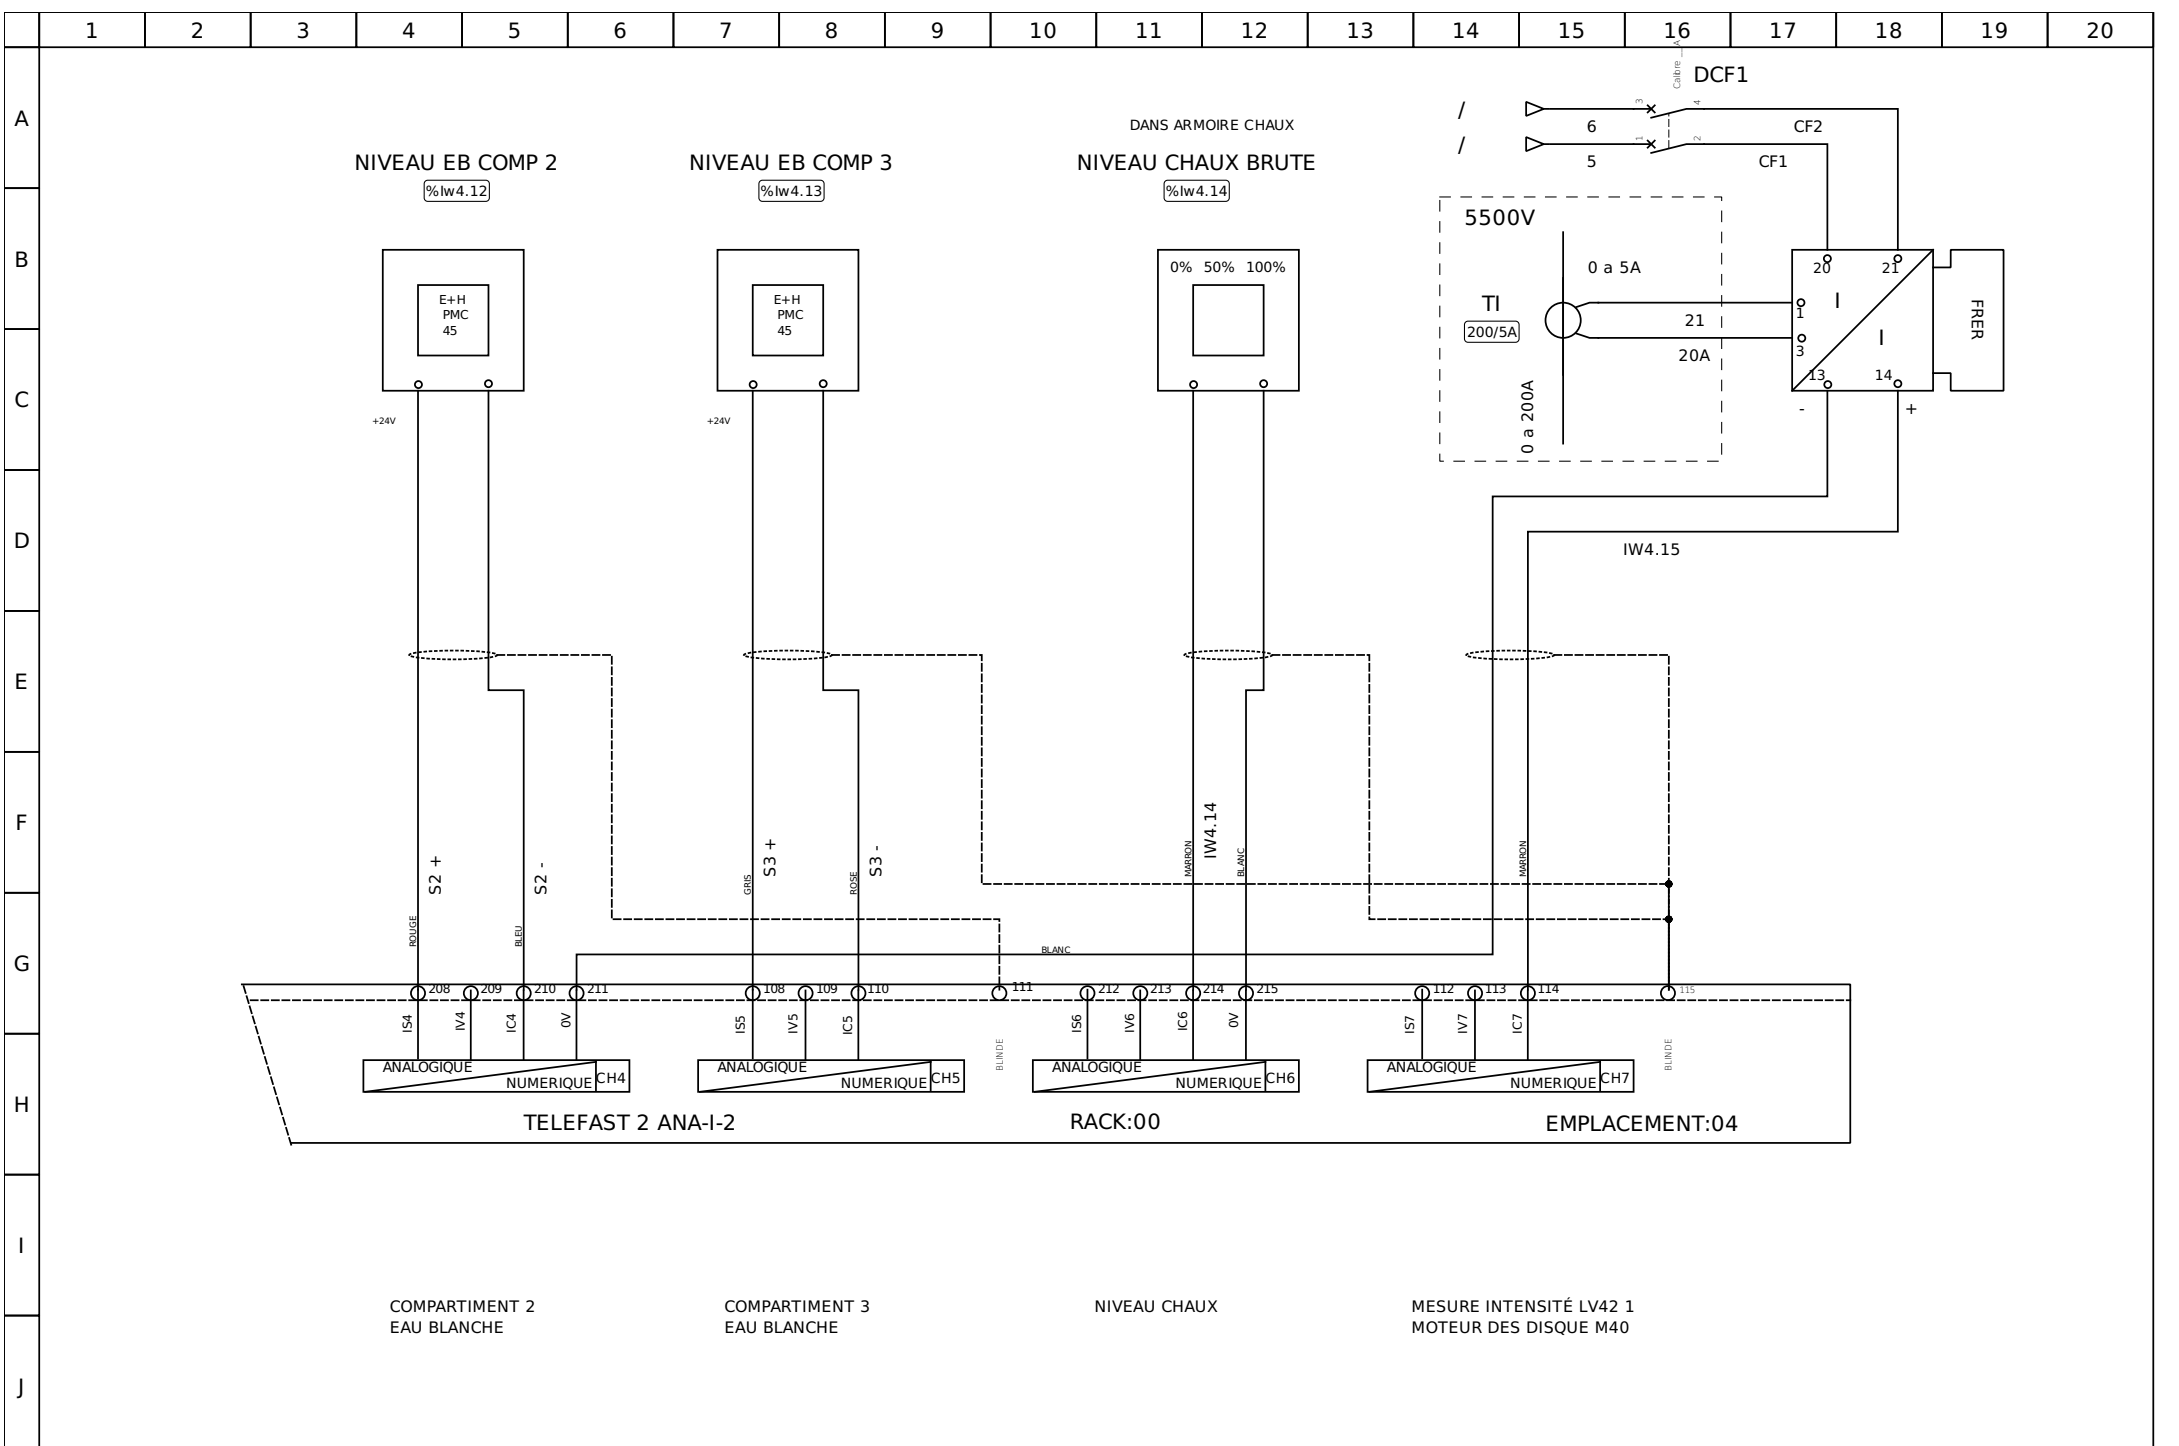 1 2 3 4 5 6 7 8 9 10 11 12 13 14 15 16 17 18 19 20
A
B
C
D
E
F
G
H
I
J
Calibre __A
DCF1
DANS ARMOIRE CHAUX
/
3
4
6
CF2
/
1
2
5
CF1
NIVEAU EB COMP 2
%Iw4.12
NIVEAU EB COMP 3
%Iw4.13
NIVEAU CHAUX BRUTE
%Iw4.14
E+H
PMC
45
+24V
E+H
PMC
45
+24V
0% 50% 100%
5500V
0 a 5A
TI
200/5A
21
20A
0 a 200A
20
21
1
3
I
I
13
14
-
+
FRER
IW4.15
S2 +
S2 -
ROUGE
BLEU
S3 +
S3 -
GRIS
ROSE
MARRON
IW4.14
BLANC
MARRON
BLANC
208 209 210 211
108 109 110
111
212 213 214 215
112 113 114
115
IS4 IV4 IC4 0V
IS5 IV5 IC5
BLINDE
IS6 IV6 IC6 0V
IS7 IV7 IC7
BLINDE
ANALOGIQUE
NUMERIQUE
CH4
ANALOGIQUE
NUMERIQUE
CH5
ANALOGIQUE
NUMERIQUE
CH6
ANALOGIQUE
NUMERIQUE
CH7
TELEFAST 2 ANA-I-2
RACK:00
EMPLACEMENT:04
COMPARTIMENT 2
EAU BLANCHE
COMPARTIMENT 3
EAU BLANCHE
NIVEAU CHAUX
MESURE INTENSITÉ LV42 1
MOTEUR DES DISQUE M40